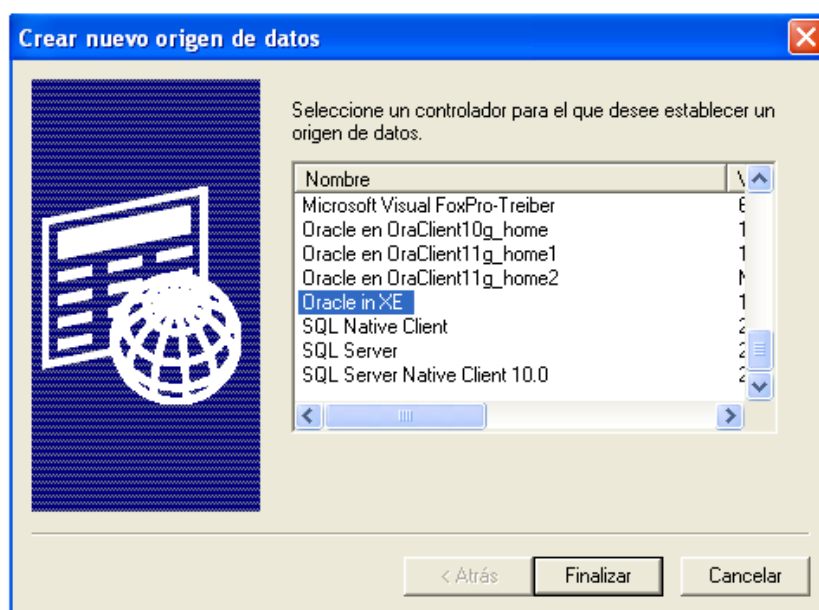 Crear nuevo origen de datos
Seleccione un controlador para el que desee establecer un
origen de datos.
Nombre
Microsoft Visual FoxPro-Treiber
Oracle en OraClient10g_home
Oracle en OraClient11g_home1
Oracle en OraClient11g_home2
Oracle in XE
SQL Native Client
SQL Server
SQL Server Native Client 10.0
< Atrás
Finalizar
Cancelar